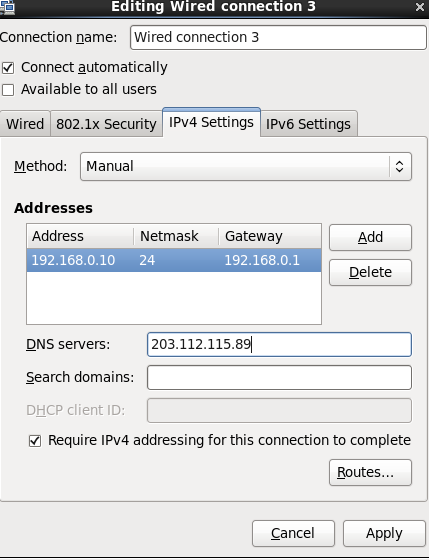 Editing Wired connection 3
Connection name: Wired connection 3
Connect automatically
Available to all users
Wired 802.1x Security IPv4 Settings IPv6 Settings
Method: Manual
Addresses
Address Netmask Gateway
192.168.0.10 24 192.168.0.1
Add
Delete
DNS servers: 203.112.115.89
Search domains:
DHCP client ID:
Require IPv4 addressing for this connection to complete
Routes...
Cancel Apply